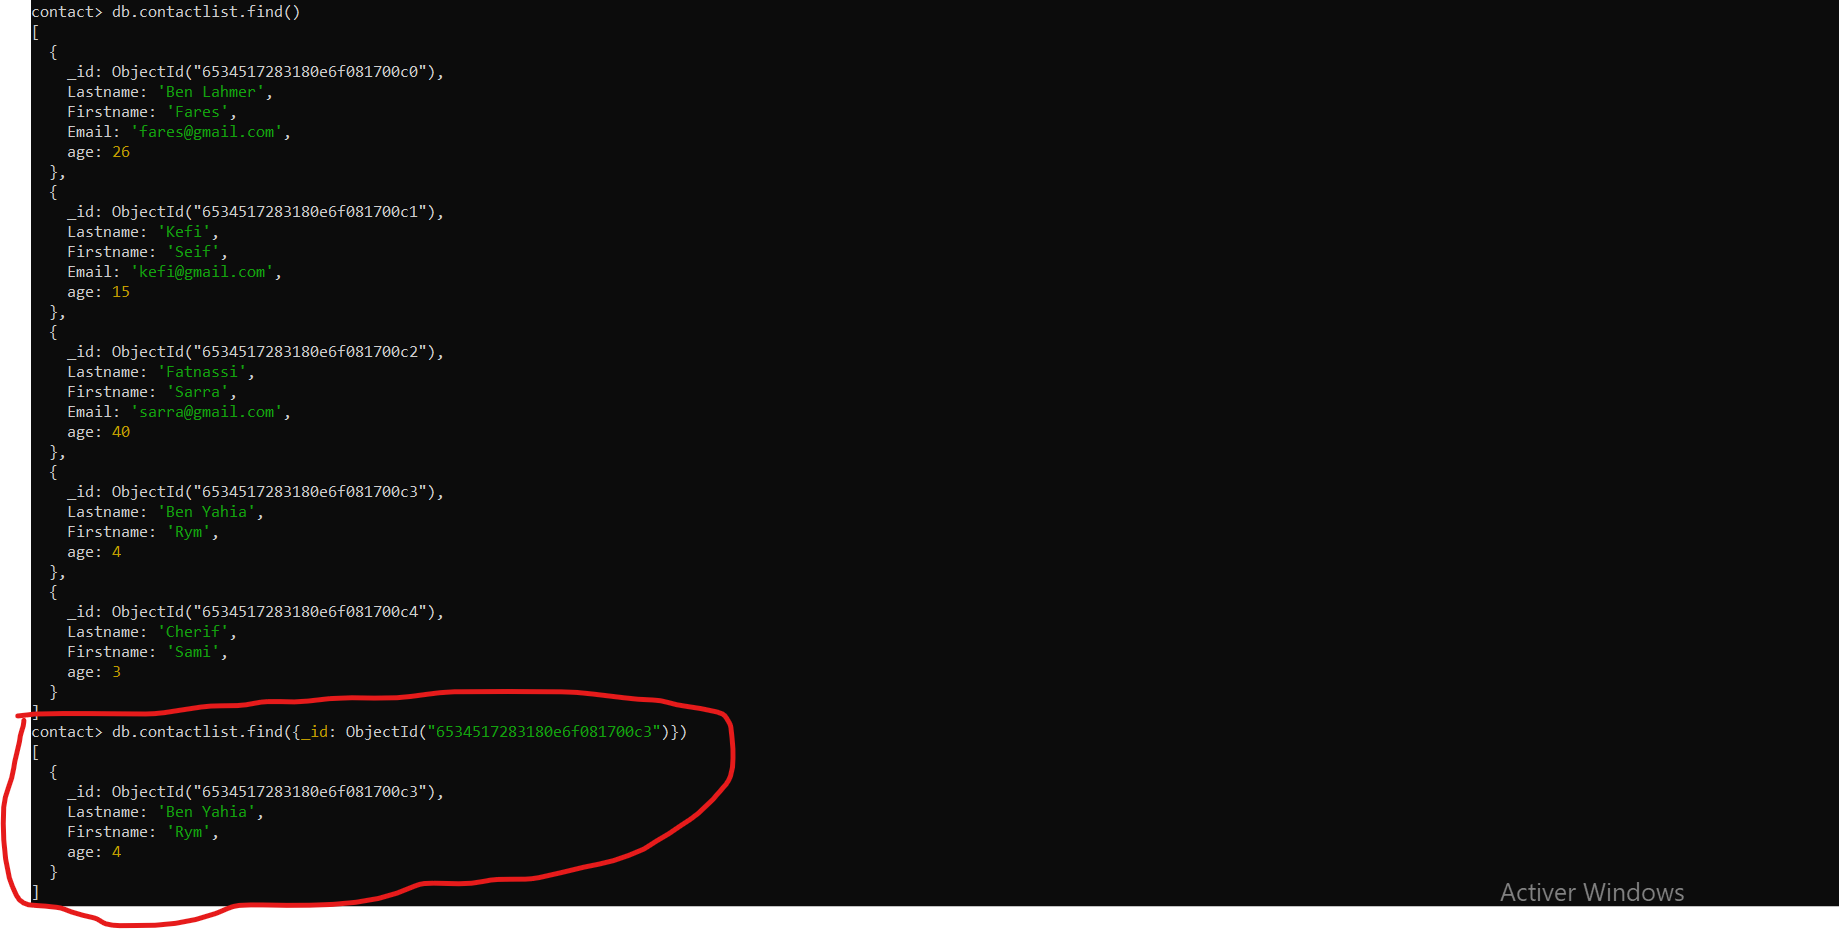 contact> db.contactlist.find()
[
  {
    _id: ObjectId("6534517283180e6f081700c0"),
    Lastname: 'Ben Lahmer',
    Firstname: 'Fares',
    Email: 'fares@gmail.com',
    age: 26
  },
  {
    _id: ObjectId("6534517283180e6f081700c1"),
    Lastname: 'Kefi',
    Firstname: 'Seif',
    Email: 'kefi@gmail.com',
    age: 15
  },
  {
    _id: ObjectId("6534517283180e6f081700c2"),
    Lastname: 'Fatnassi',
    Firstname: 'Sarra',
    Email: 'sarra@gmail.com',
    age: 40
  },
  {
    _id: ObjectId("6534517283180e6f081700c3"),
    Lastname: 'Ben Yahia',
    Firstname: 'Rym',
    age: 4
  },
  {
    _id: ObjectId("6534517283180e6f081700c4"),
    Lastname: 'Cherif',
    Firstname: 'Sami',
    age: 3
  }
]
contact> db.contactlist.find({_id: ObjectId("6534517283180e6f081700c3")})
[
  {
    _id: ObjectId("6534517283180e6f081700c3"),
    Lastname: 'Ben Yahia',
    Firstname: 'Rym',
    age: 4
  }
]
Activer Windows